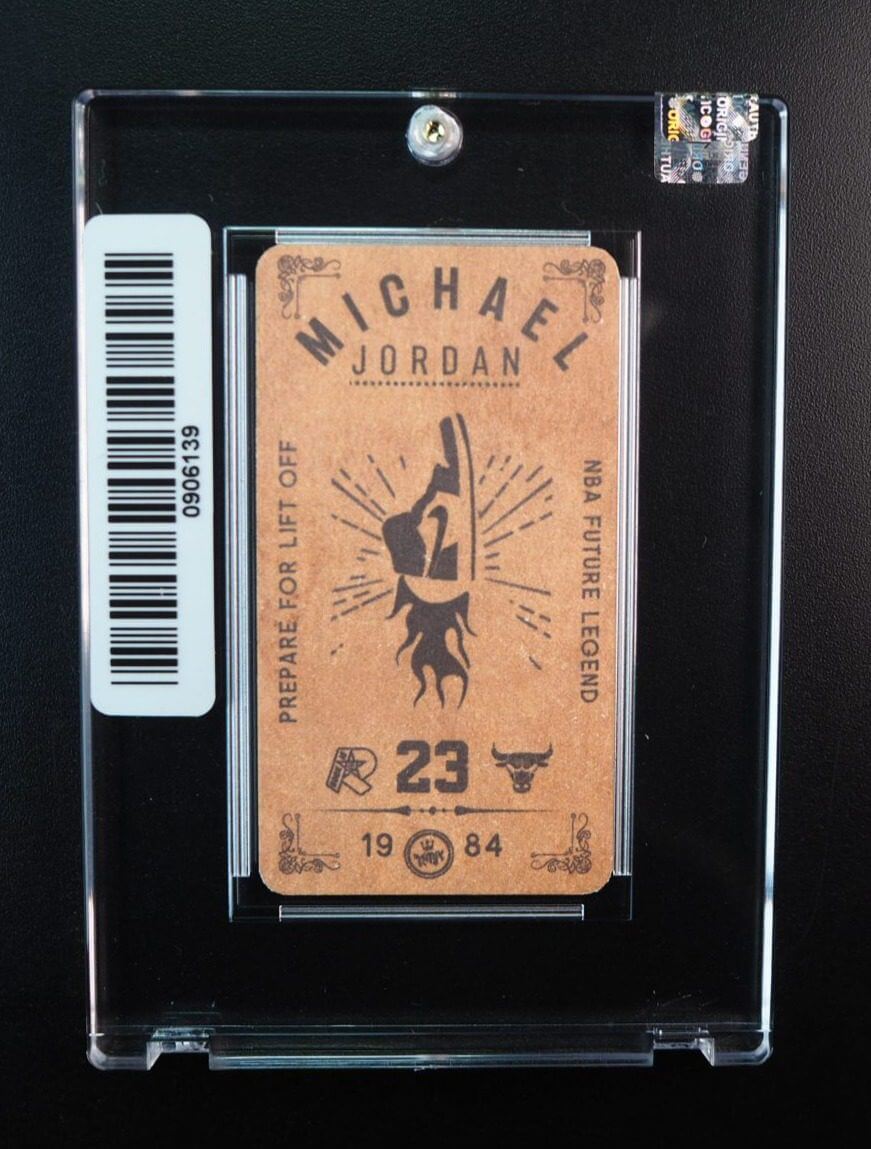 MICHAEL
JORDAN
PREPARE FOR LIFT OFF
NBA FUTURE LEGEND
23
19 84
0906139